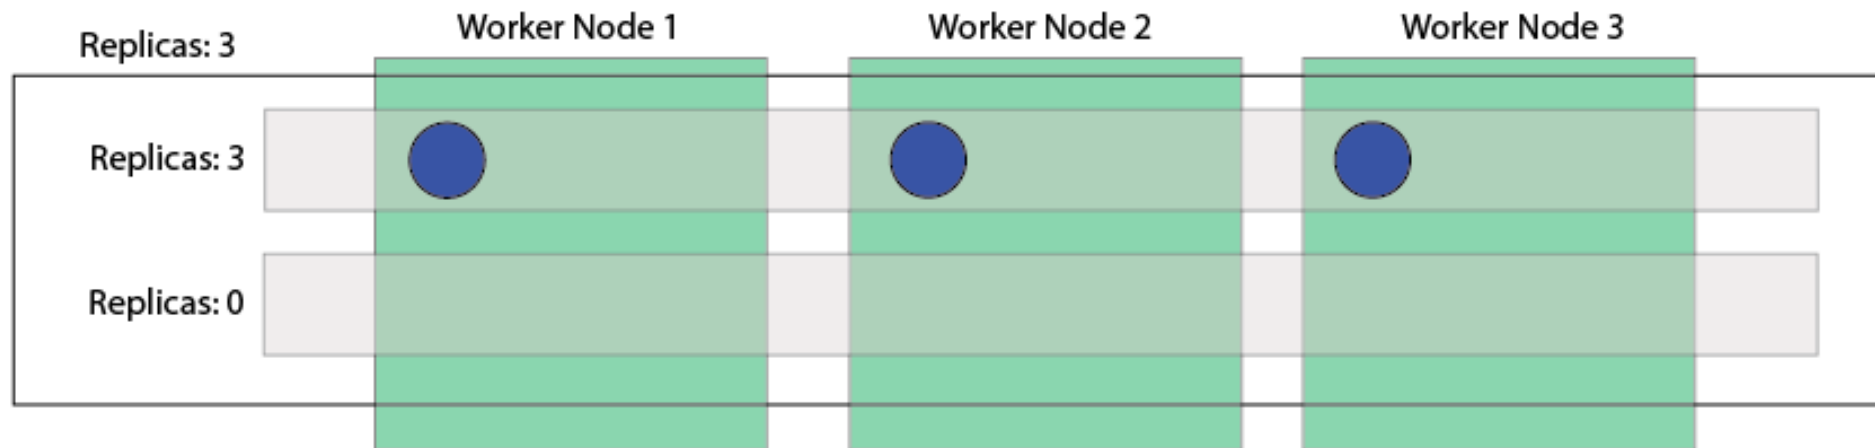 Replicas: 3
Worker Node 1
Worker Node 2
Worker Node 3
Replicas: 3
Replicas: 0